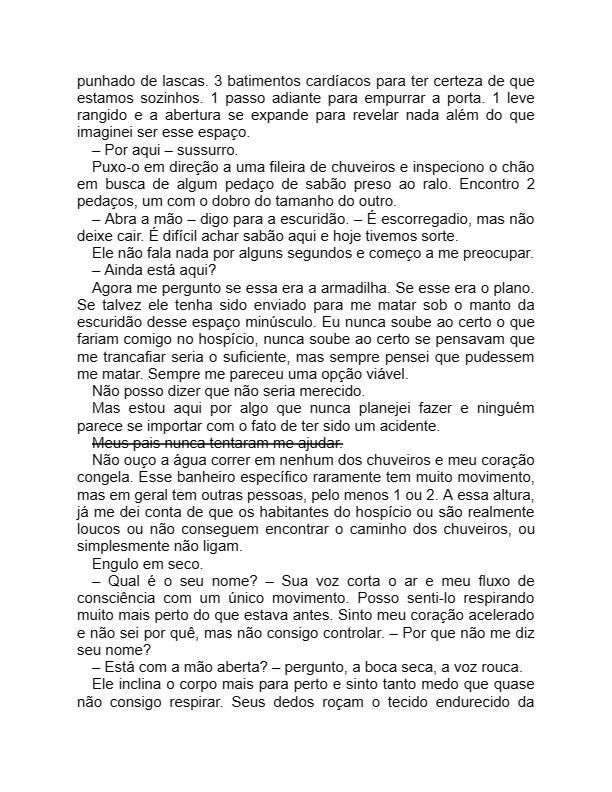 punhado de lascas. 3 batimentos cardíacos para ter certeza de que
estamos sozinhos. 1 passo adiante para empurrar a porta. 1 leve
rangido e a abertura se expande para revelar nada além do que
imaginei ser esse espaço.
– Por aqui – sussurro.
Puxo-o em direção a uma fileira de chuveiros e inspeciono o chão
em busca de algum pedaço de sabão preso ao ralo. Encontro 2
pedaços, um com o dobro do tamanho do outro.
– Abra a mão – digo para a escuridão. – É escorregadio, mas não
deixe cair. É difícil achar sabão aqui e hoje tivemos sorte.
Ele não fala nada por alguns segundos e começo a me preocupar.
– Ainda está aqui?
Agora me pergunto se essa era a armadilha. Se esse era o plano.
Se talvez ele tenha sido enviado para me matar sob o manto da
escuridão desse espaço minúsculo. Eu nunca soube ao certo o que
fariam comigo no hospício, nunca soube ao certo se pensavam que
me trancafiar seria o suficiente, mas sempre pensei que pudessem
me matar. Sempre me pareceu uma opção viável.
Não posso dizer que não seria merecido.
Mas estou aqui por algo que nunca planejei fazer e ninguém
parece se importar com o fato de ter sido um acidente.
Meus pais nunca tentaram me ajudar.
Não ouço a água correr em nenhum dos chuveiros e meu coração
congela. Esse banheiro específico raramente tem muito movimento,
mas em geral tem outras pessoas, pelo menos 1 ou 2. A essa altura,
já me dei conta de que os habitantes do hospício ou são realmente
loucos ou não conseguem encontrar o caminho dos chuveiros, ou
simplesmente não ligam.
Engulo em seco.
– Qual é o seu nome? – Sua voz corta o ar e meu fluxo de
consciência com um único movimento. Posso senti-lo respirando
muito mais perto do que estava antes. Sinto meu coração acelerado
e não sei por quê, mas não consigo controlar. – Por que não me diz
seu nome?
– Está com a mão aberta? – pergunto, a boca seca, a voz rouca.
Ele inclina o corpo mais para perto e sinto tanto medo que quase
não consigo respirar. Seus dedos roçam o tecido endurecido da